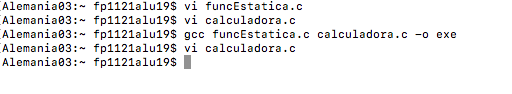 [Alemania03:~ fp1121alu19$ vi funcEstatica.c
[Alemania03:~ fp1121alu19$ vi calculadora.c
[Alemania03:~ fp1121alu19$ gcc funcEstatica.c calculadora.c -o exe
[Alemania03:~ fp1121alu19$ vi calculadora.c
Alemania03:~ fp1121alu19$